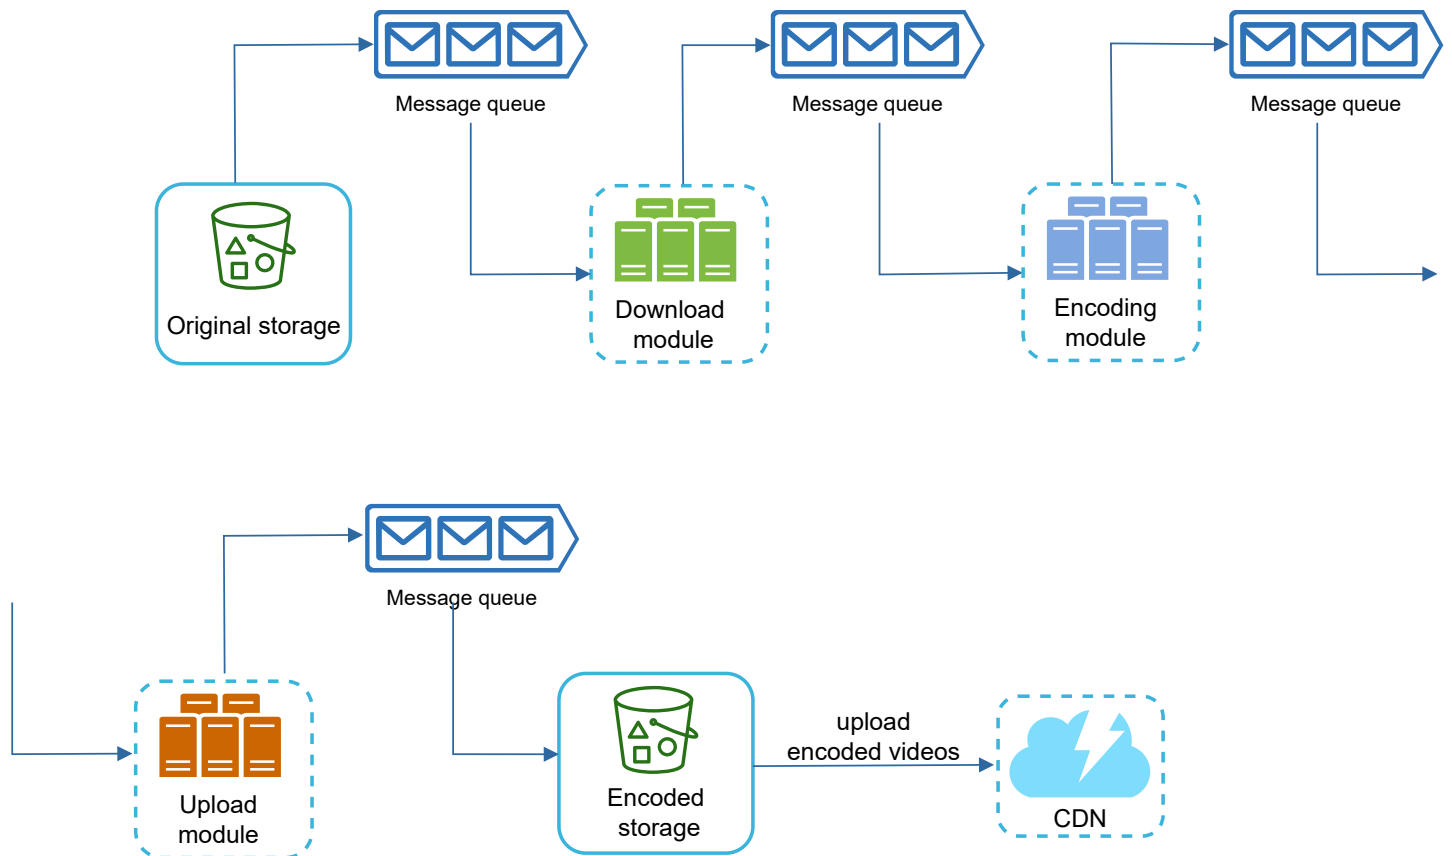 Message queue
Message queue
Message queue
Original storage
Download
module
Encoding
module
Message queue
Upload
module
Encoded
storage
upload
encoded videos
CDN